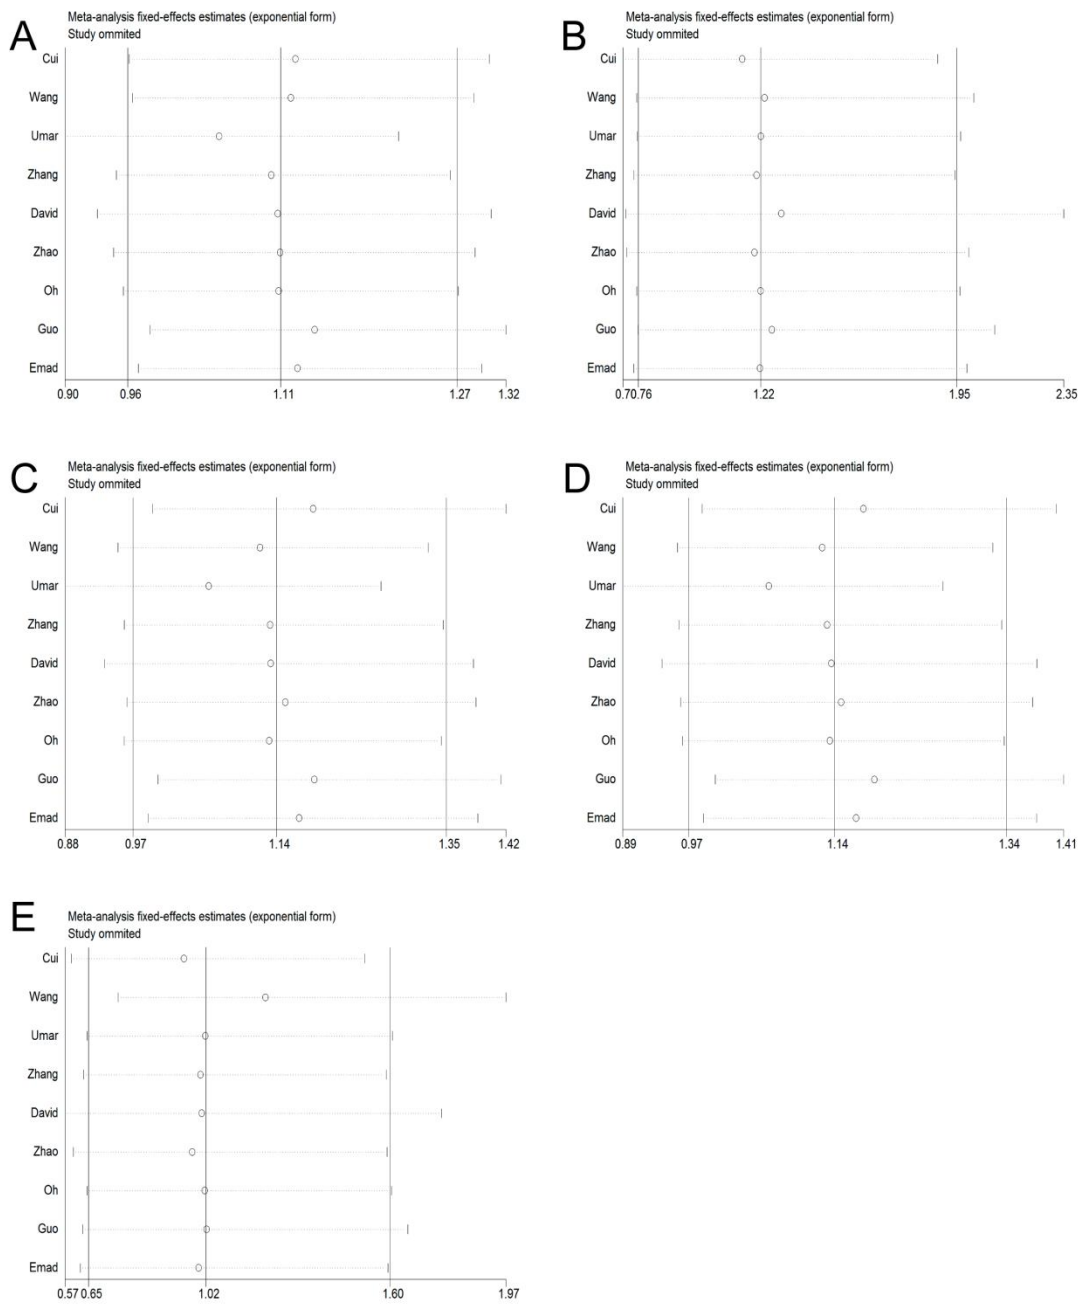 A
Meta-analysis fixed-effects estimates (exponential form)
Study ommited
Cui
Wang
Umar
Zhang
David
Zhao
Oh
Guo
Emad
0.90 0.96 1.11 1.27 1.32
B
Meta-analysis fixed-effects estimates (exponential form)
Study ommited
Cui
Wang
Umar
Zhang
David
Zhao
Oh
Guo
Emad
0.70 0.76 1.22 1.95 2.35
C
Meta-analysis fixed-effects estimates (exponential form)
Study ommited
Cui
Wang
Umar
Zhang
David
Zhao
Oh
Guo
Emad
0.88 0.97 1.14 1.35 1.42
D
Meta-analysis fixed-effects estimates (exponential form)
Study ommited
Cui
Wang
Umar
Zhang
David
Zhao
Oh
Guo
Emad
0.89 0.97 1.14 1.34 1.41
E
Meta-analysis fixed-effects estimates (exponential form)
Study ommited
Cui
Wang
Umar
Zhang
David
Zhao
Oh
Guo
Emad
0.57 0.65 1.02 1.60 1.97